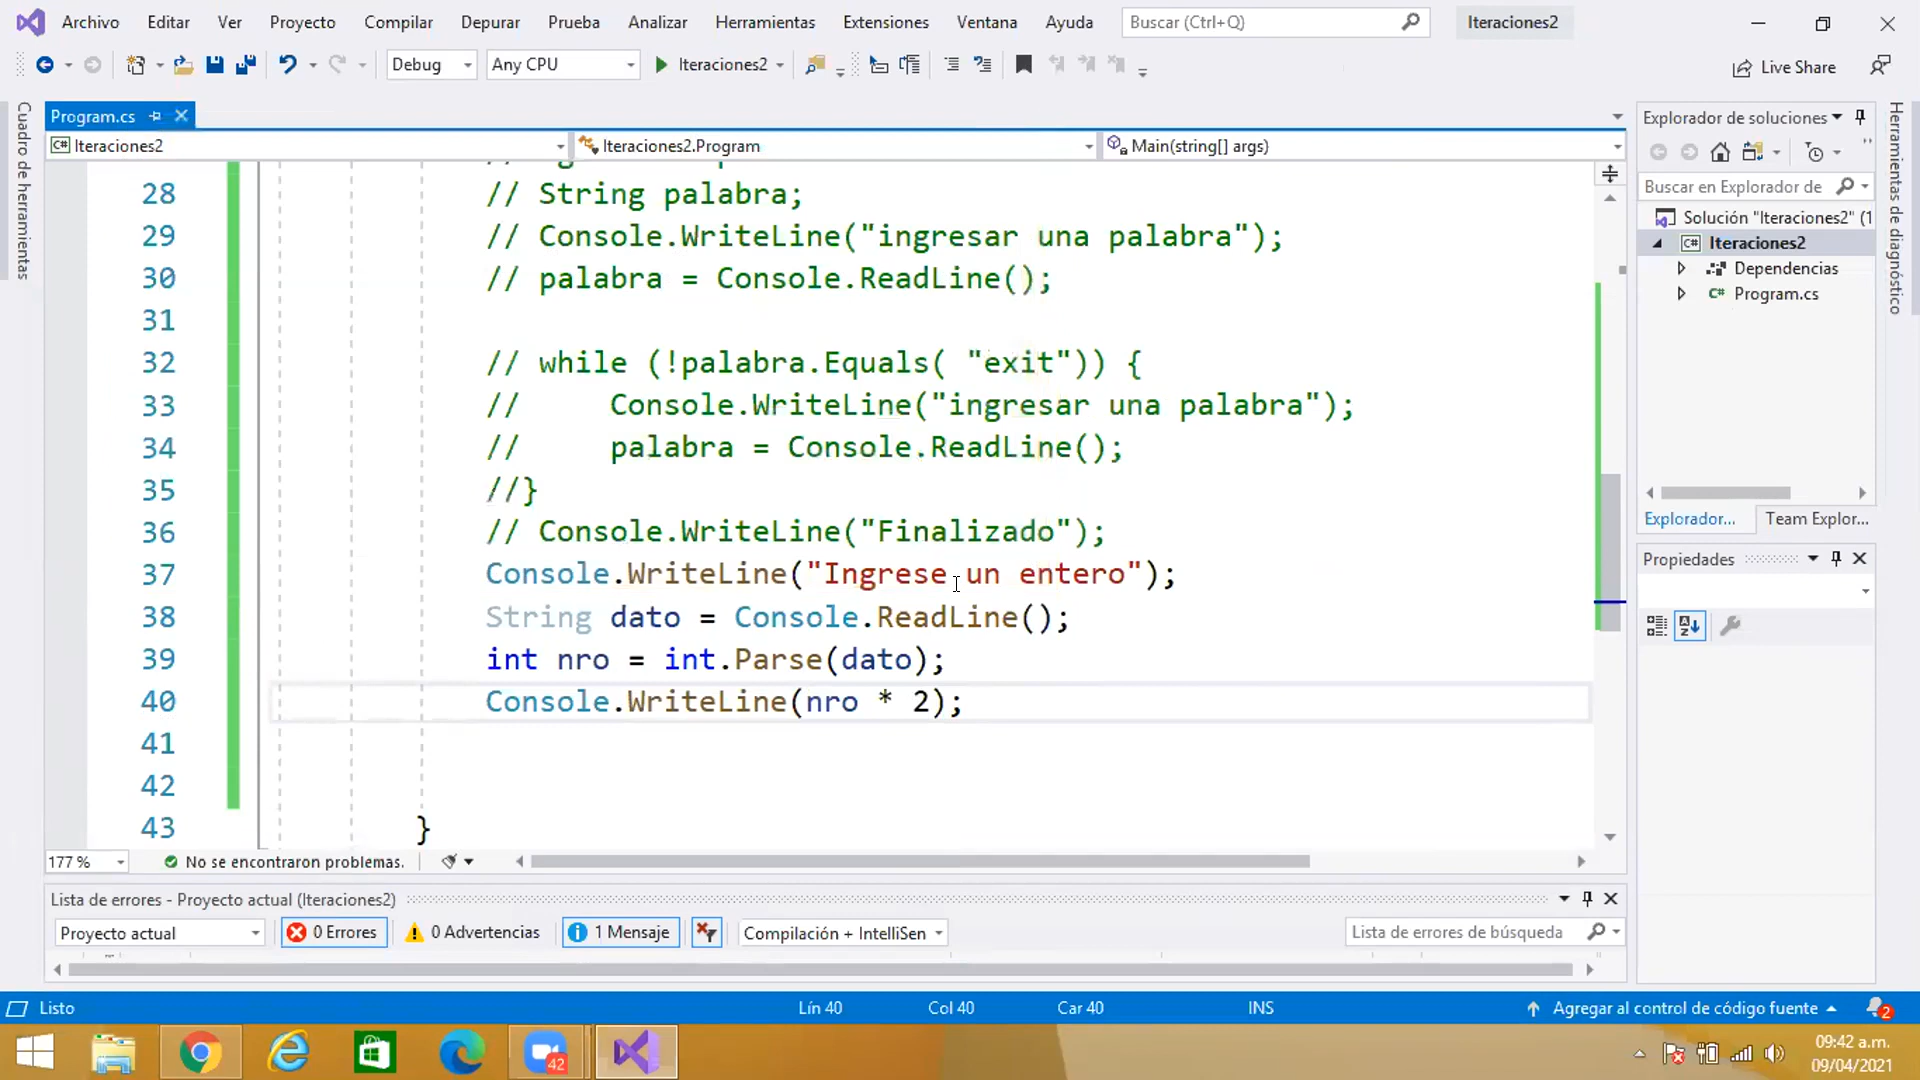 Archivo Editar Ver Proyecto Compilar Depurar Prueba Analizar Herramientas Extensiones Ventana Ayuda Buscar (Ctrl+Q) Iteraciones2
Debug Any CPU Iteraciones2 Live Share
Cuadro de herramientas
Program.cs
Iteraciones2 Iteraciones2.Program Main(string[] args)
28 // String palabra;
29 // Console.WriteLine("ingresar una palabra");
30 // palabra = Console.ReadLine();
31
32 // while (!palabra.Equals( "exit")) {
33 // Console.WriteLine("ingresar una palabra");
34 // palabra = Console.ReadLine();
35 //}
36 // Console.WriteLine("Finalizado");
37 Console.WriteLine("Ingrese un entero");
38 String dato = Console.ReadLine();
39 int nro = int.Parse(dato);
40 Console.WriteLine(nro * 2);
41
42
43 }
177 % No se encontraron problemas.
Lista de errores - Proyecto actual (Iteraciones2)
Proyecto actual 0 Errores 0 Advertencias 1 Mensaje Compilación + IntelliSen Lista de errores de búsqueda
Explorador de soluciones
Buscar en Explorador de
Solución "Iteraciones2" (1
Iteraciones2
Dependencias
C# Program.cs
Explorador... Team Explor...
Propiedades
Herramientas de diagnóstico
Listo Lín 40 Col 40 Car 40 INS Agregar al control de código fuente 2
42
09:42 a.m.
09/04/2021